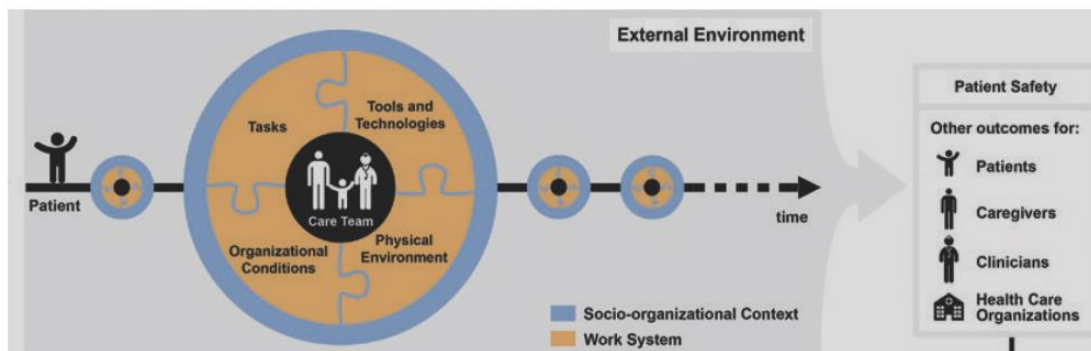 External Environment
Patient Safety
Tools and
Technologies
Tasks
Other outcomes for:
Patients
Patient
Care Team
time
Caregivers
Organizational
Conditions
Physical
Environment
Clinicians
Socio-organizational Context
Work System
Health Care
Organizations